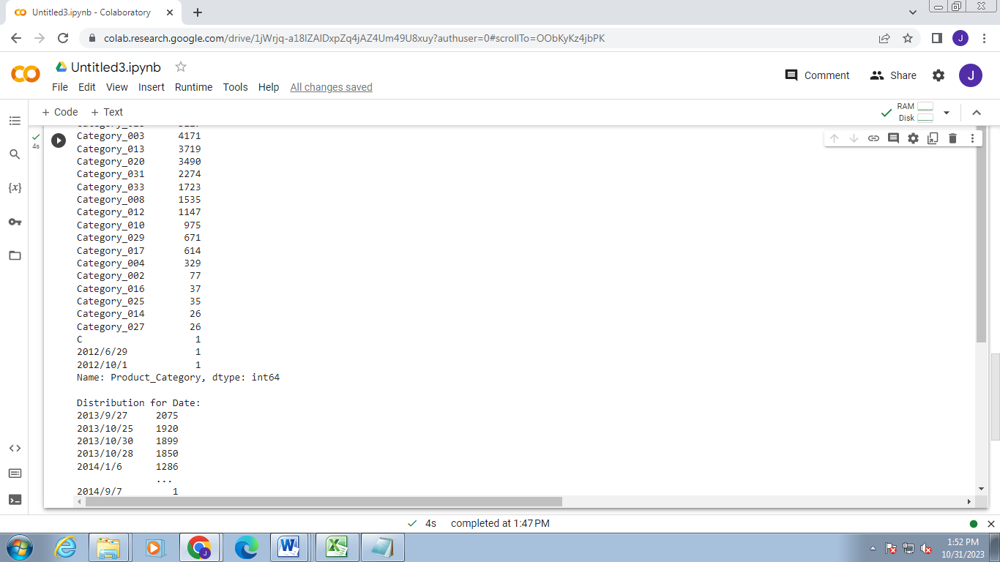 Untitled3.ipynb - Colaboratory
colab.research.google.com/drive/1jWrjq-a18lZAlDxpZq4jAZ4Um49U8xuy?authuser=0#scrollTo=OObKyKz4jbPK
J
Untitled3.ipynb
File Edit View Insert Runtime Tools Help All changes saved
Comment Share J
+ Code + Text
RAM
Disk
4s
{x}
Category_003 4171
Category_013 3719
Category_020 3490
Category_031 2274
Category_033 1723
Category_008 1535
Category_012 1147
Category_010 975
Category_029 671
Category_017 614
Category_004 329
Category_002 77
Category_016 37
Category_025 35
Category_014 26
Category_027 26
C 1
2012/6/29 1
2012/10/1 1
Name: Product_Category, dtype: int64
Distribution for Date:
2013/9/27 2075
2013/10/25 1920
2013/10/30 1899
2013/10/28 1850
2014/1/6 1286
...
2014/9/7 1
4s completed at 1:47 PM
1:52 PM
10/31/2023